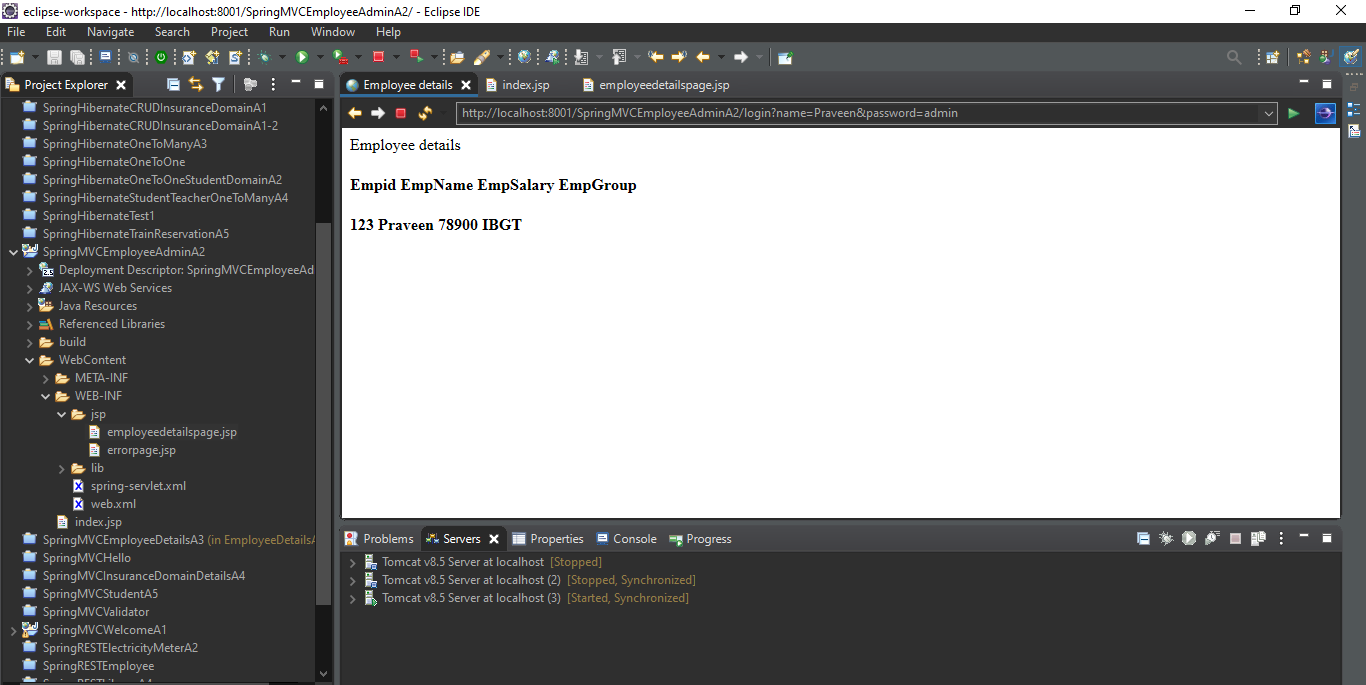 eclipse-workspace - http://localhost:8001/SpringMVCEmployeeAdminA2/ - Eclipse IDE
File Edit Navigate Search Project Run Window Help
Project Explorer
SpringHibernateCRUDInsuranceDomainA1
SpringHibernateCRUDInsuranceDomainA1-2
SpringHibernateOneToManyA3
SpringHibernateOneToOne
SpringHibernateOneToOneStudentDomainA2
SpringHibernateStudentTeacherOneToManyA4
SpringHibernateTest1
SpringHibernateTrainReservationA5
SpringMVCEmployeeAdminA2
Deployment Descriptor: SpringMVCEmployeeAd
JAX-WS Web Services
Java Resources
Referenced Libraries
build
WebContent
META-INF
WEB-INF
jsp
employeedetailspage.jsp
errorpage.jsp
lib
spring-servlet.xml
web.xml
index.jsp
SpringMVCEmployeeDetailsA3 (in EmployeeDetailsA
SpringMVCHello
SpringMVCInsuranceDomainDetailsA4
SpringMVCStudentA5
SpringMVCValidator
SpringMVCWelcomeA1
SpringRESTElectricityMeterA2
SpringRESTEmployee
Employee details index.jsp employeedetailspage.jsp
http://localhost:8001/SpringMVCEmployeeAdminA2/login?name=Praveen&password=admin
Employee details
Empid EmpName EmpSalary EmpGroup
123 Praveen 78900 IBGT
Problems Servers Properties Console Progress
Tomcat v8.5 Server at localhost [Stopped]
Tomcat v8.5 Server at localhost (2) [Stopped, Synchronized]
Tomcat v8.5 Server at localhost (3) [Started, Synchronized]